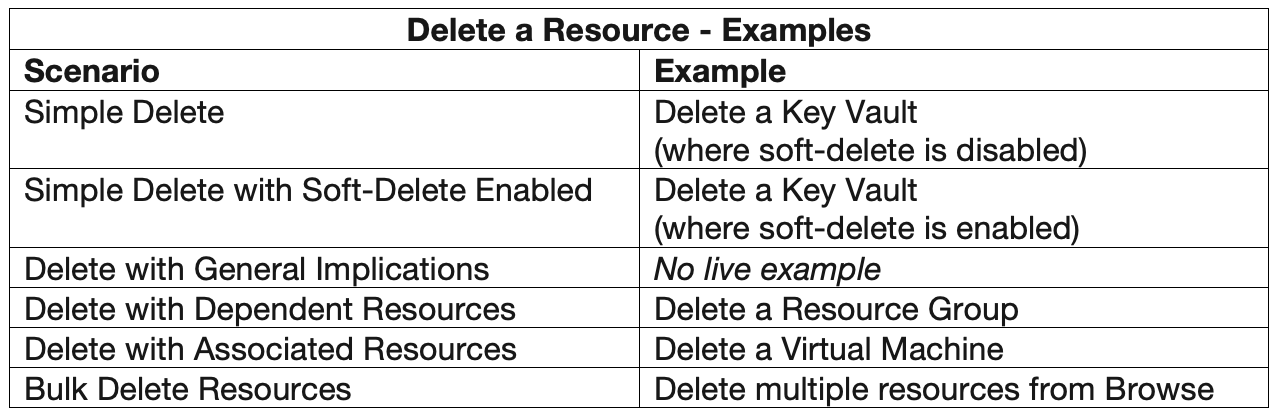 Delete a Resource - Examples
Scenario Example
Simple Delete Delete a Key Vault
(where soft-delete is disabled)
Simple Delete with Soft-Delete Enabled Delete a Key Vault
(where soft-delete is enabled)
Delete with General Implications No live example
Delete with Dependent Resources Delete a Resource Group
Delete with Associated Resources Delete a Virtual Machine
Bulk Delete Resources Delete multiple resources from Browse